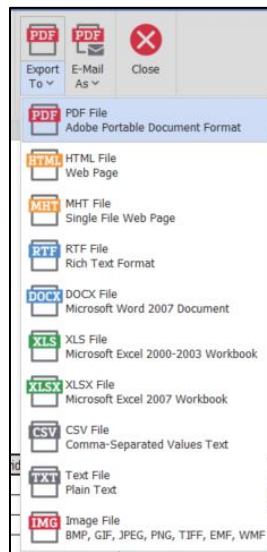 PDF PDF
Export E-Mail Close
To As
PDF PDF File
Adobe Portable Document Format
HTML HTML File
Web Page
MHT MHT File
Single File Web Page
RTF RTF File
Rich Text Format
DOCX DOCX File
Microsoft Word 2007 Document
XLS XLS File
Microsoft Excel 2000-2003 Workbook
XLSX XLSX File
Microsoft Excel 2007 Workbook
CSV CSV File
Comma-Separated Values Text
TXT Text File
Plain Text
IMG Image File
BMP, GIF, JPEG, PNG, TIFF, EMF, WMF